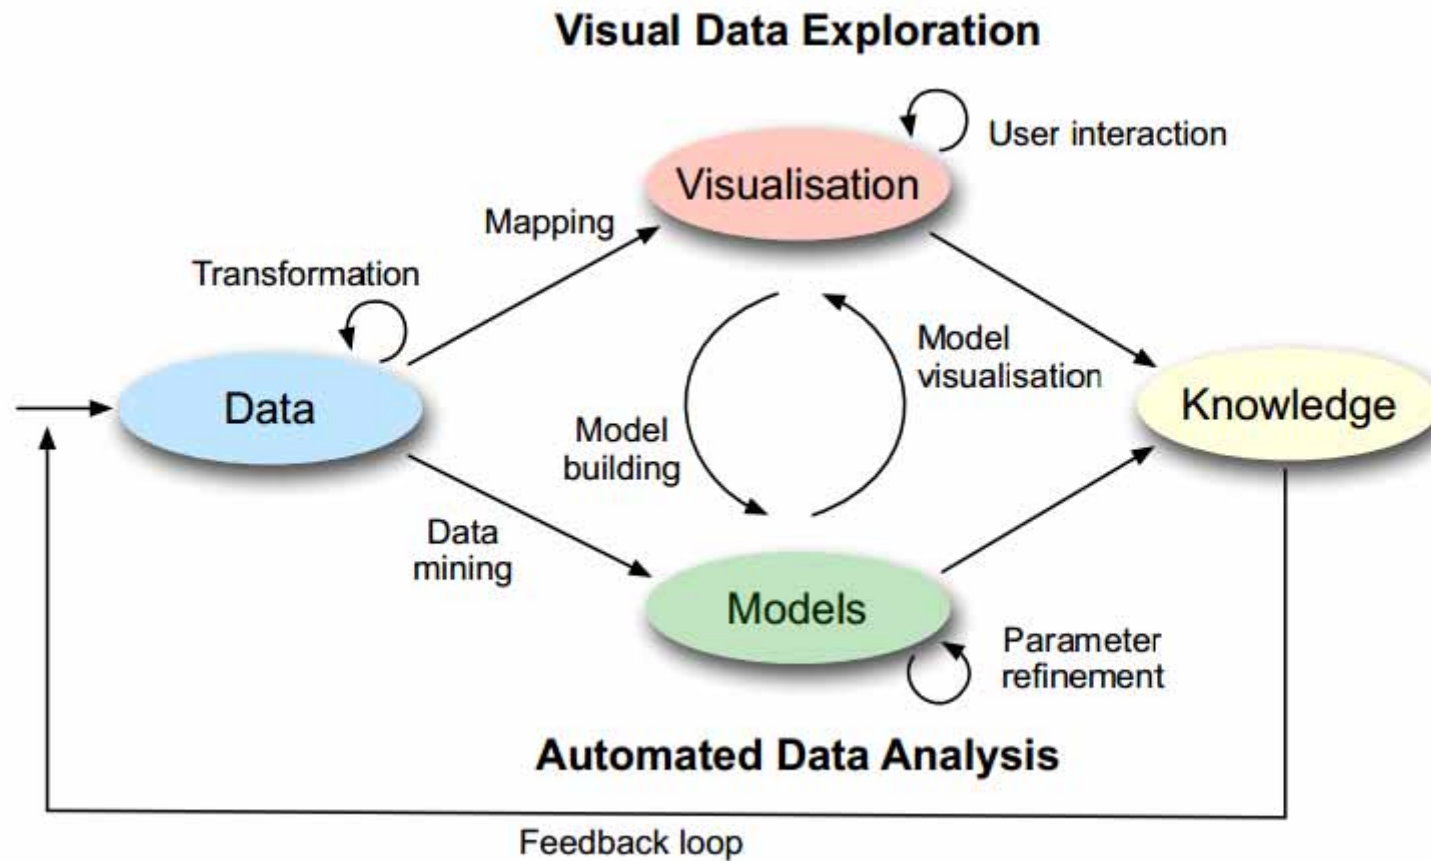 Visual Data Exploration
User interaction
Visualisation
Mapping
Transformation
Model
visualisation
Data
Knowledge
Model
building
Data
mining
Models
Parameter
refinement
Automated Data Analysis
Feedback loop